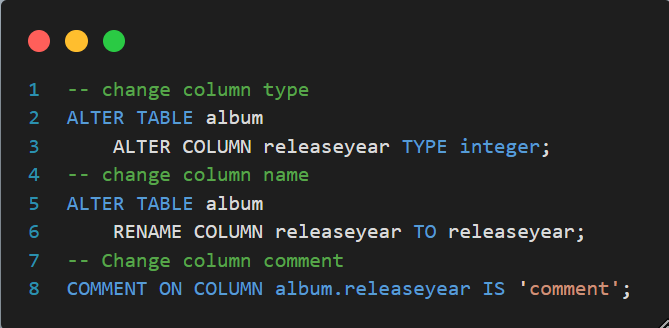 1 -- change column type
2 ALTER TABLE album
3 ALTER COLUMN releaseyear TYPE integer;
4 -- change column name
5 ALTER TABLE album
6 RENAME COLUMN releaseyear TO releaseyear;
7 -- Change column comment
8 COMMENT ON COLUMN album.releaseyear IS 'comment';